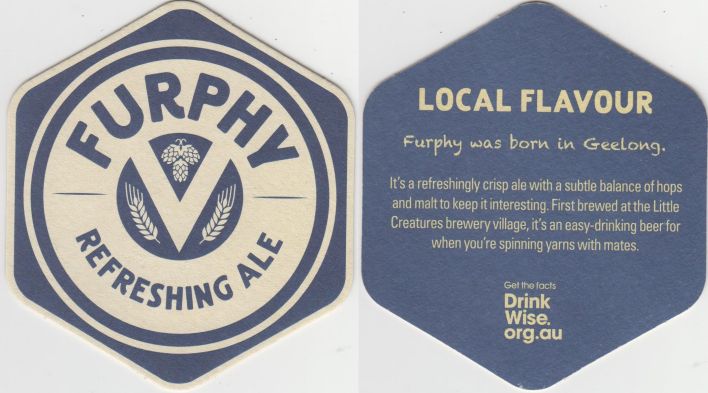 FURPHY
REFRESHING ALE
LOCAL FLAVOUR
Furphy was born in Geelong.
It's a refreshingly crisp ale with a subtle balance of hops
and malt to keep it interesting. First brewed at the Little
Creatures brewery village, it's an easy-drinking beer for
when you're spinning yarns with mates.
Get the facts
Drink
Wise.
org.au